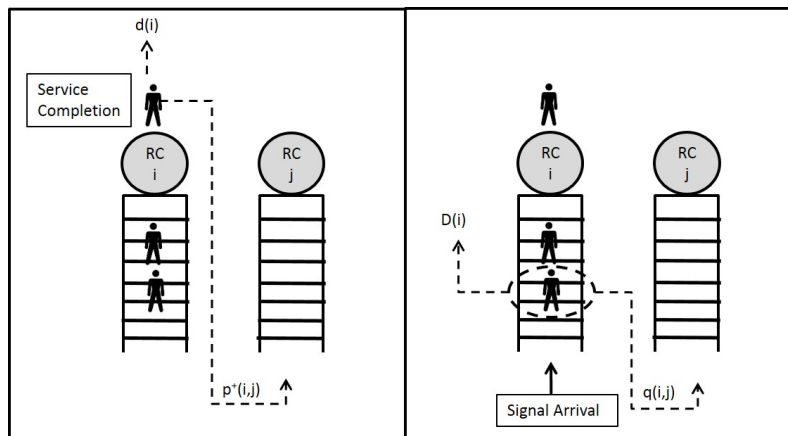 d(i)
Service
Completion
RC
i
RC
j
p⁺(i,j)
RC
i
RC
j
D(i)
q(i,j)
Signal Arrival